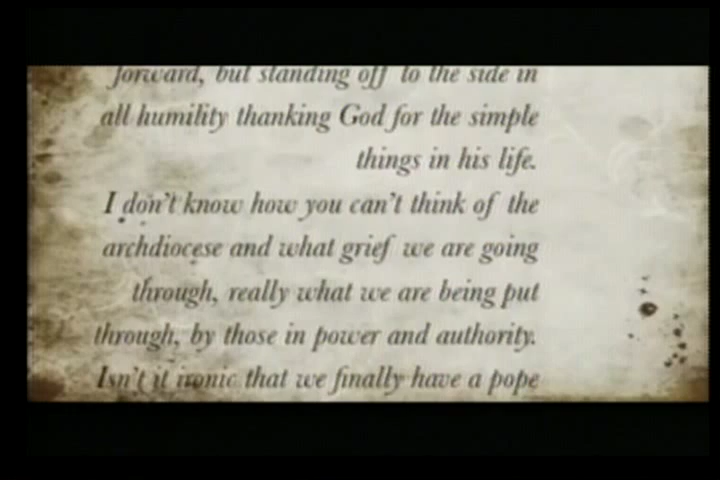 forward, but standing off to the side in
all humility thanking God for the simple
things in his life.
I don't know how you can't think of the
archdiocese and what grief we are going
through, really what we are being put
through, by those in power and authority.
Isn't it ironic that we finally have a pope